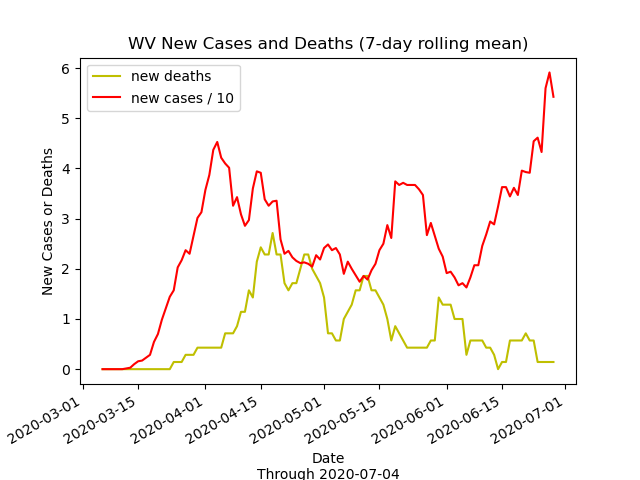 WV New Cases and Deaths (7-day rolling mean)
new deaths
new cases / 10
New Cases or Deaths
6
5
4
3
2
1
0
2020-03-01
2020-03-15
2020-04-01
2020-04-15
2020-05-01
2020-05-15
2020-06-01
2020-06-15
2020-07-01
Date
Through 2020-07-04